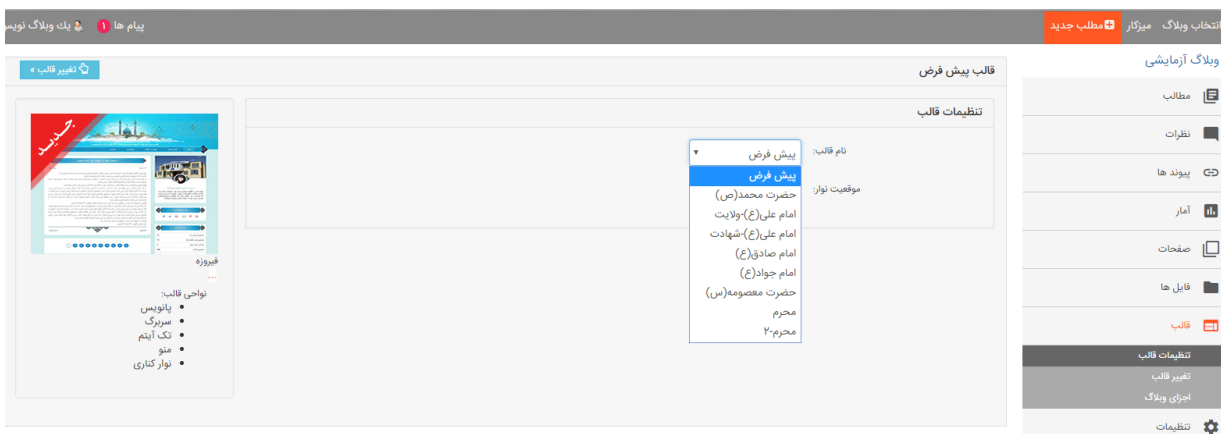 انتخاب وبلاگ میزکار مطلب جدید
پیام ها ۱ یك وبلاگ نویس
وبلاگ آزمایشی
مطالب
نظرات
پیوند ها
آمار
صفحات
فایل ها
قالب
تنظیمات قالب
تغییر قالب
اجزای وبلاگ
تنظیمات
قالب پیش فرض
تغییر قالب »
تنظیمات قالب
نام قالب:
پیش فرض
پیش فرض
حضرت محمد(ص)
امام علی(ع)-ولایت
امام علی(ع)-شهادت
امام صادق(ع)
امام جواد(ع)
حضرت معصومه(س)
محرم
محرم-۲
موقعیت نوار:
جدید
فیروزه
...
نواحی قالب:
پانویس
سربرگ
تک آیتم
منو
نوار کناری